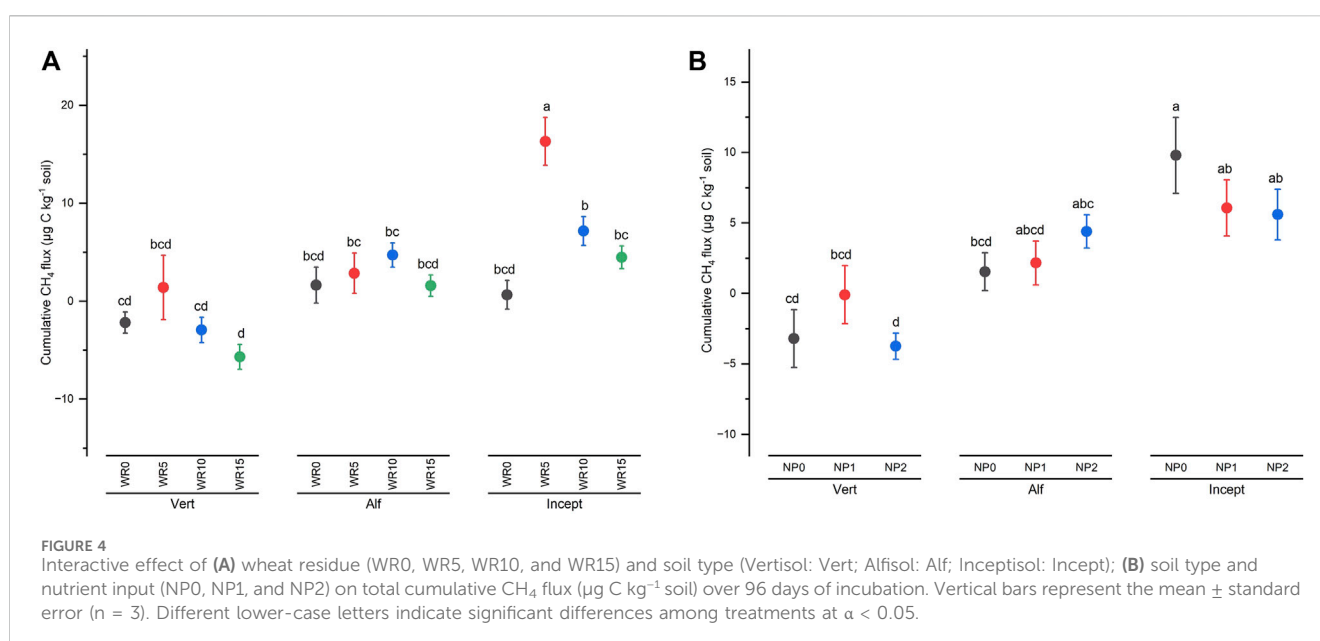 A
Cumulative CH4 flux (µg C kg⁻¹ soil)
20
10
0
−10
cd
bcd
cd
d
bcd
bc
bc
bcd
bcd
a
b
bc
WR0 WR5 WR10 WR15 WR0 WR5 WR10 WR15 WR0 WR5 WR10 WR15
Vert Alf Incept
B
Cumulative CH4 flux (µg C kg⁻¹ soil)
15
10
5
0
−5
−10
cd
bcd
d
bcd
abcd
abc
a
ab
ab
NP0 NP1 NP2 NP0 NP1 NP2 NP0 NP1 NP2
Vert Alf Incept
FIGURE 4
Interactive effect of (A) wheat residue (WR0, WR5, WR10, and WR15) and soil type (Vertisol: Vert; Alfisol: Alf; Inceptisol: Incept); (B) soil type and
nutrient input (NP0, NP1, and NP2) on total cumulative CH4 flux (µg C kg⁻¹ soil) over 96 days of incubation. Vertical bars represent the mean ± standard
error (n = 3). Different lower-case letters indicate significant differences among treatments at α < 0.05.